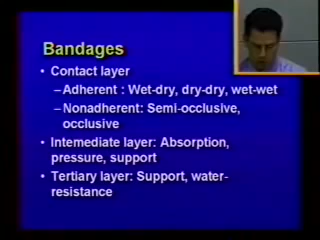 Bandages
• Contact layer
–Adherent : Wet-dry, dry-dry, wet-wet
–Nonadherent: Semi-occlusive,
occlusive
• Intemediate layer: Absorption,
pressure, support
• Tertiary layer: Support, water-
resistance